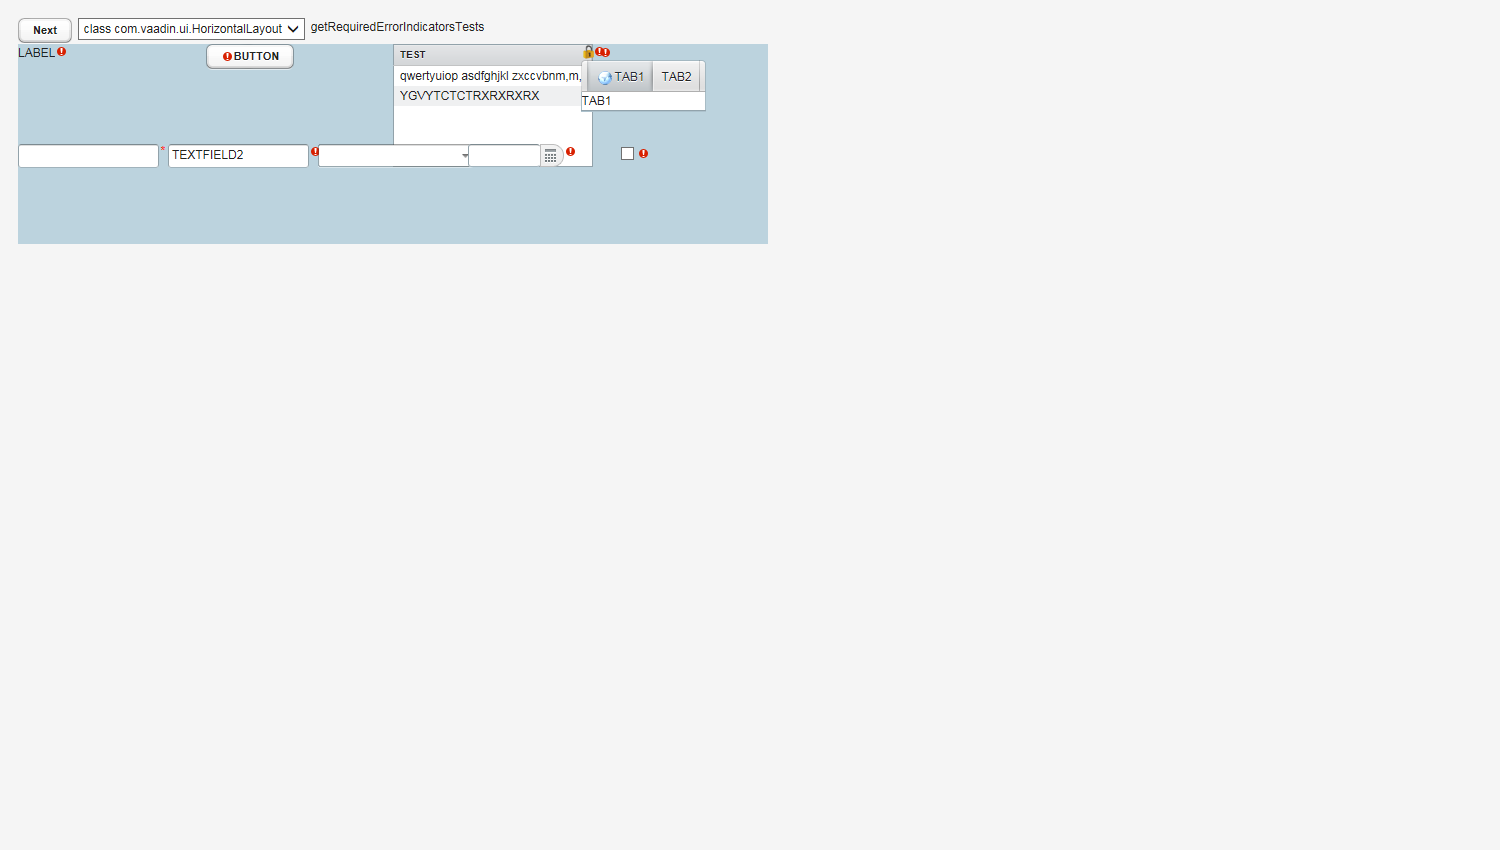 Next
class com.vaadin.ui.HorizontalLayout
getRequiredErrorIndicatorsTests
LABEL
BUTTON
TEST
qwertyuiop asdfghjkl zxccvbnm,m,
YGVYTCTCTRXRXRXRX
TAB1
TAB2
TAB1
*
TEXTFIELD2